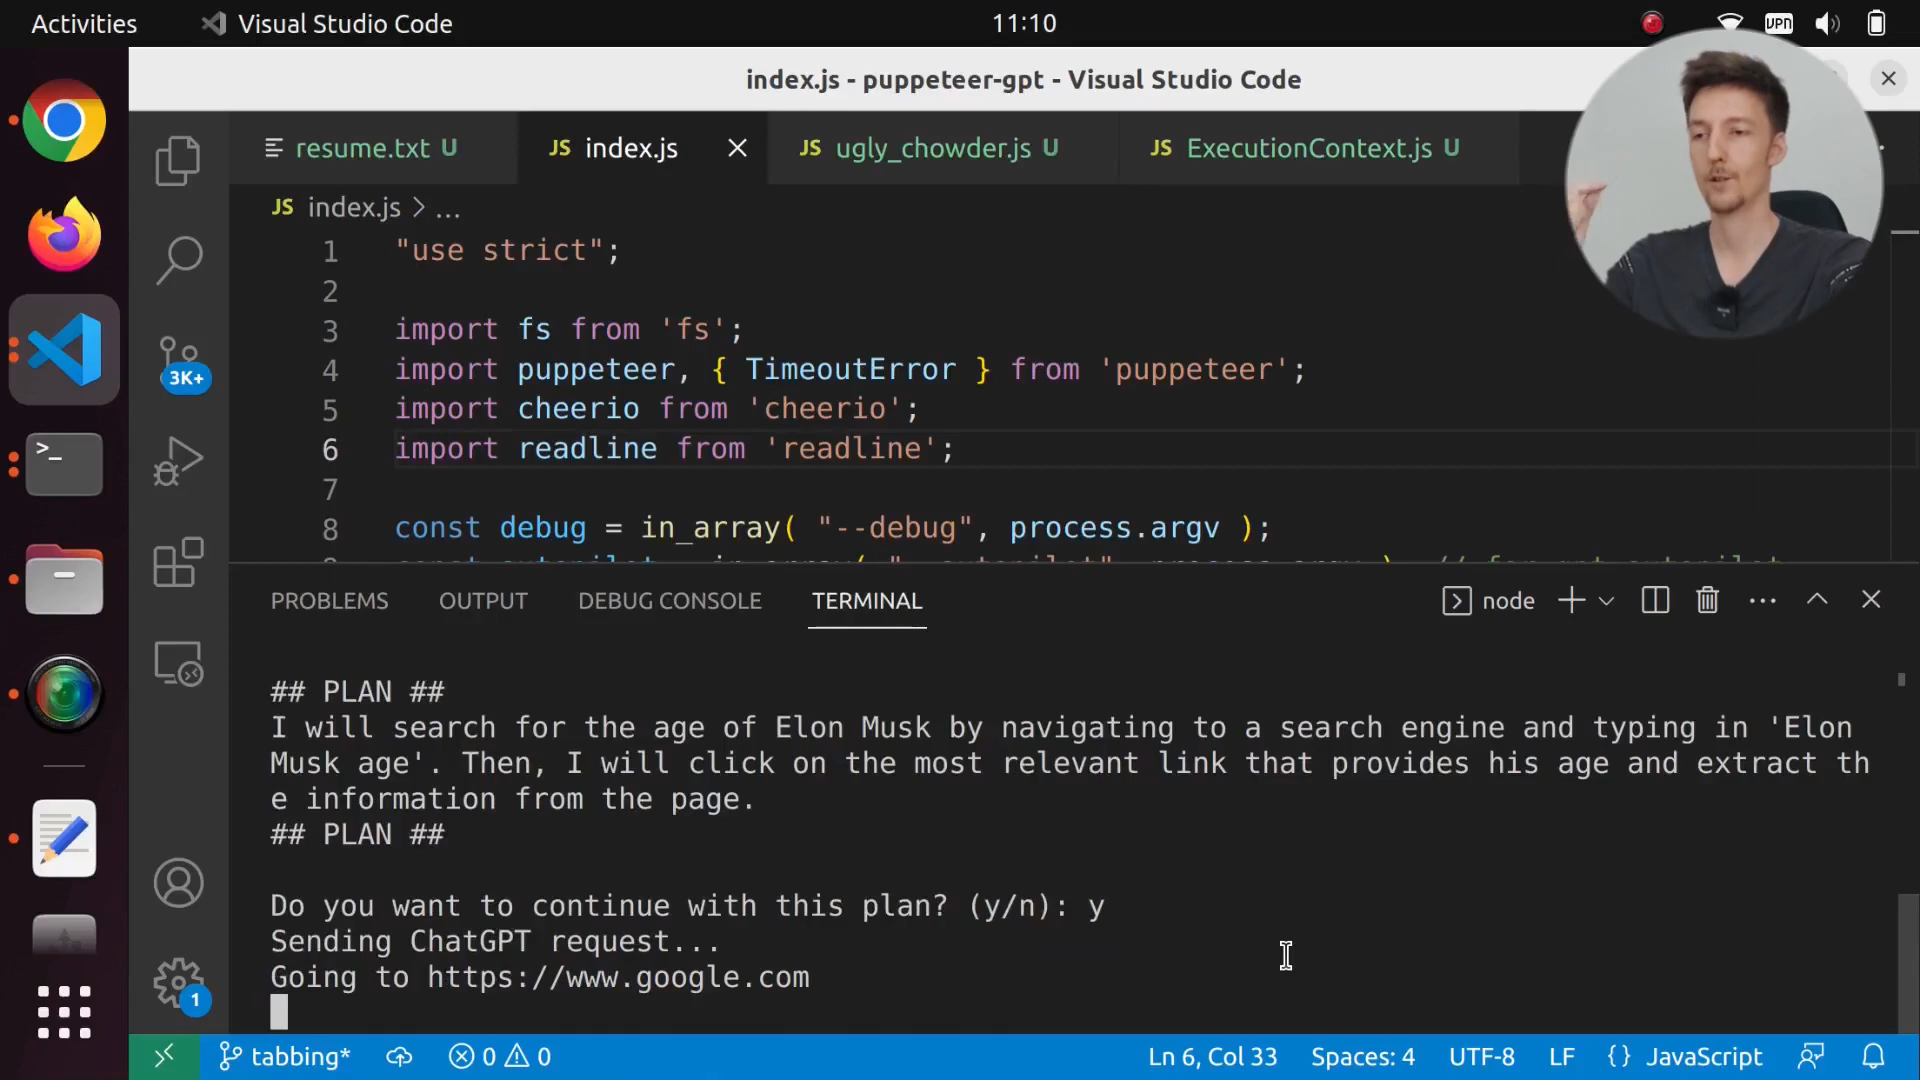 Activities
Visual Studio Code
11:10
VPN
index.js - puppeteer-gpt - Visual Studio Code
resume.txt U
JS index.js
JS ugly_chowder.js U
JS ExecutionContext.js U
JS index.js > ...
1 "use strict";
2
3 import fs from 'fs';
4 import puppeteer, { TimeoutError } from 'puppeteer';
5 import cheerio from 'cheerio';
6 import readline from 'readline';
7
8 const debug = in_array( "--debug", process.argv );
3K+
PROBLEMS OUTPUT DEBUG CONSOLE TERMINAL
node
## PLAN ##
I will search for the age of Elon Musk by navigating to a search engine and typing in 'Elon
Musk age'. Then, I will click on the most relevant link that provides his age and extract th
e information from the page.
## PLAN ##
Do you want to continue with this plan? (y/n): y
Sending ChatGPT request...
Going to https://www.google.com
1
tabbing* 0 0
Ln 6, Col 33 Spaces: 4 UTF-8 LF {} JavaScript